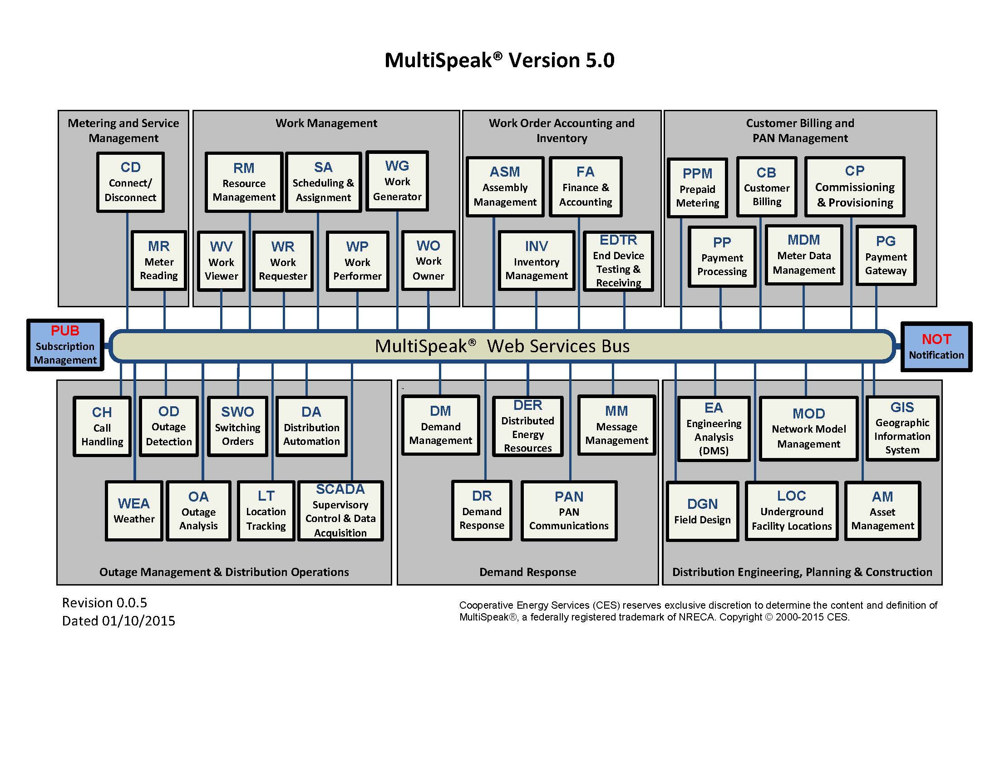 MultiSpeak® Version 5.0
Metering and Service
Management
CD
Connect/
Disconnect
MR
Meter
Reading
Work Management
RM
Resource
Management
SA
Scheduling &
Assignment
WG
Work
Generator
WV
Work
Viewer
WR
Work
Requester
WP
Work
Performer
WO
Work
Owner
Work Order Accounting and
Inventory
ASM
Assembly
Management
FA
Finance &
Accounting
INV
Inventory
Management
EDTR
End Device
Testing &
Receiving
Customer Billing and
PAN Management
PPM
Prepaid
Metering
CB
Customer
Billing
CP
Commissioning
& Provisioning
PP
Payment
Processing
MDM
Meter Data
Management
PG
Payment
Gateway
PUB
Subscription
Management
MultiSpeak® Web Services Bus
NOT
Notification
CH
Call
Handling
OD
Outage
Detection
SWO
Switching
Orders
DA
Distribution
Automation
WEA
Weather
OA
Outage
Analysis
LT
Location
Tracking
SCADA
Supervisory
Control & Data
Acquisition
Outage Management & Distribution Operations
DM
Demand
Management
DER
Distributed
Energy
Resources
MM
Message
Management
DR
Demand
Response
PAN
PAN
Communications
Demand Response
EA
Engineering
Analysis
(DMS)
MOD
Network Model
Management
GIS
Geographic
Information
System
DGN
Field Design
LOC
Underground
Facility Locations
AM
Asset
Management
Distribution Engineering, Planning & Construction
Revision 0.0.5
Dated 01/10/2015
Cooperative Energy Services (CES) reserves exclusive discretion to determine the content and definition of
MultiSpeak®, a federally registered trademark of NRECA. Copyright © 2000-2015 CES.